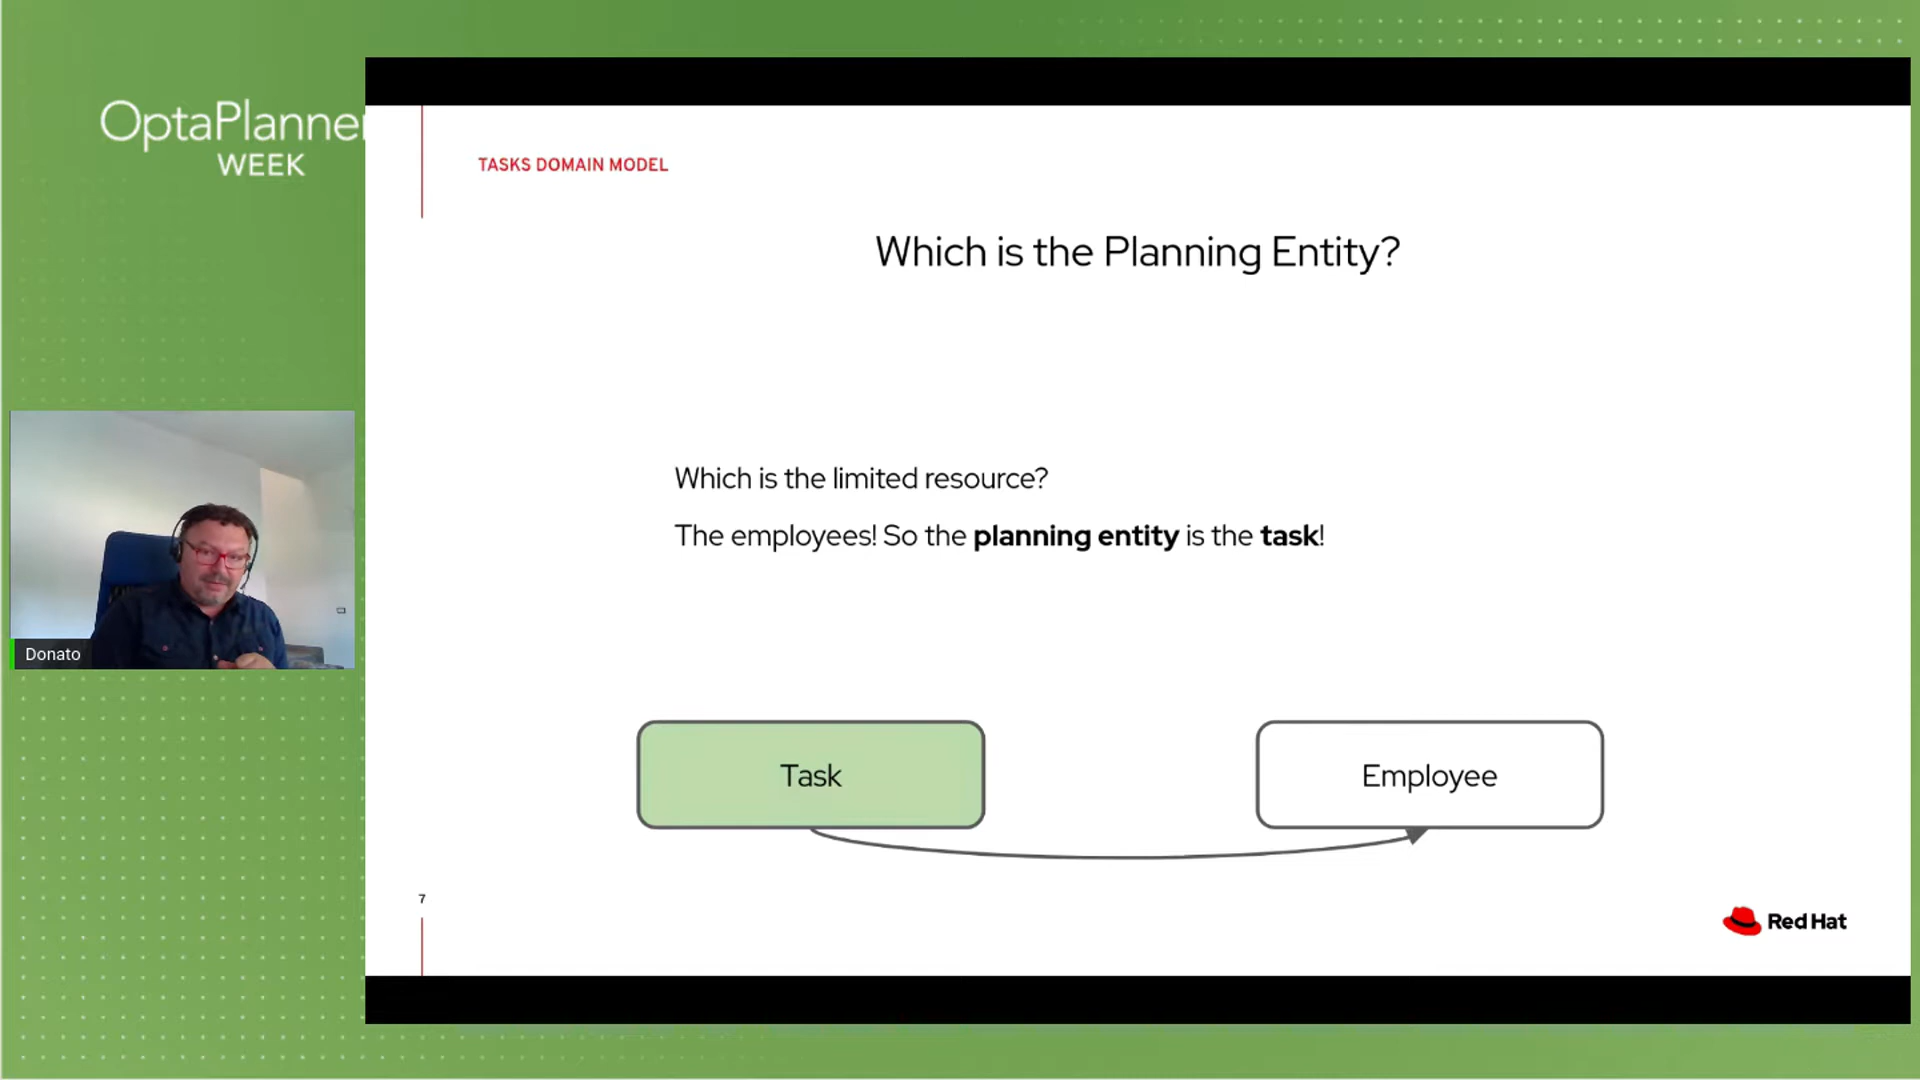 OptaPlanner
WEEK
TASKS DOMAIN MODEL
Which is the Planning Entity?
Which is the limited resource?
The employees! So the planning entity is the task!
Task
Employee
Donato
7
Red Hat